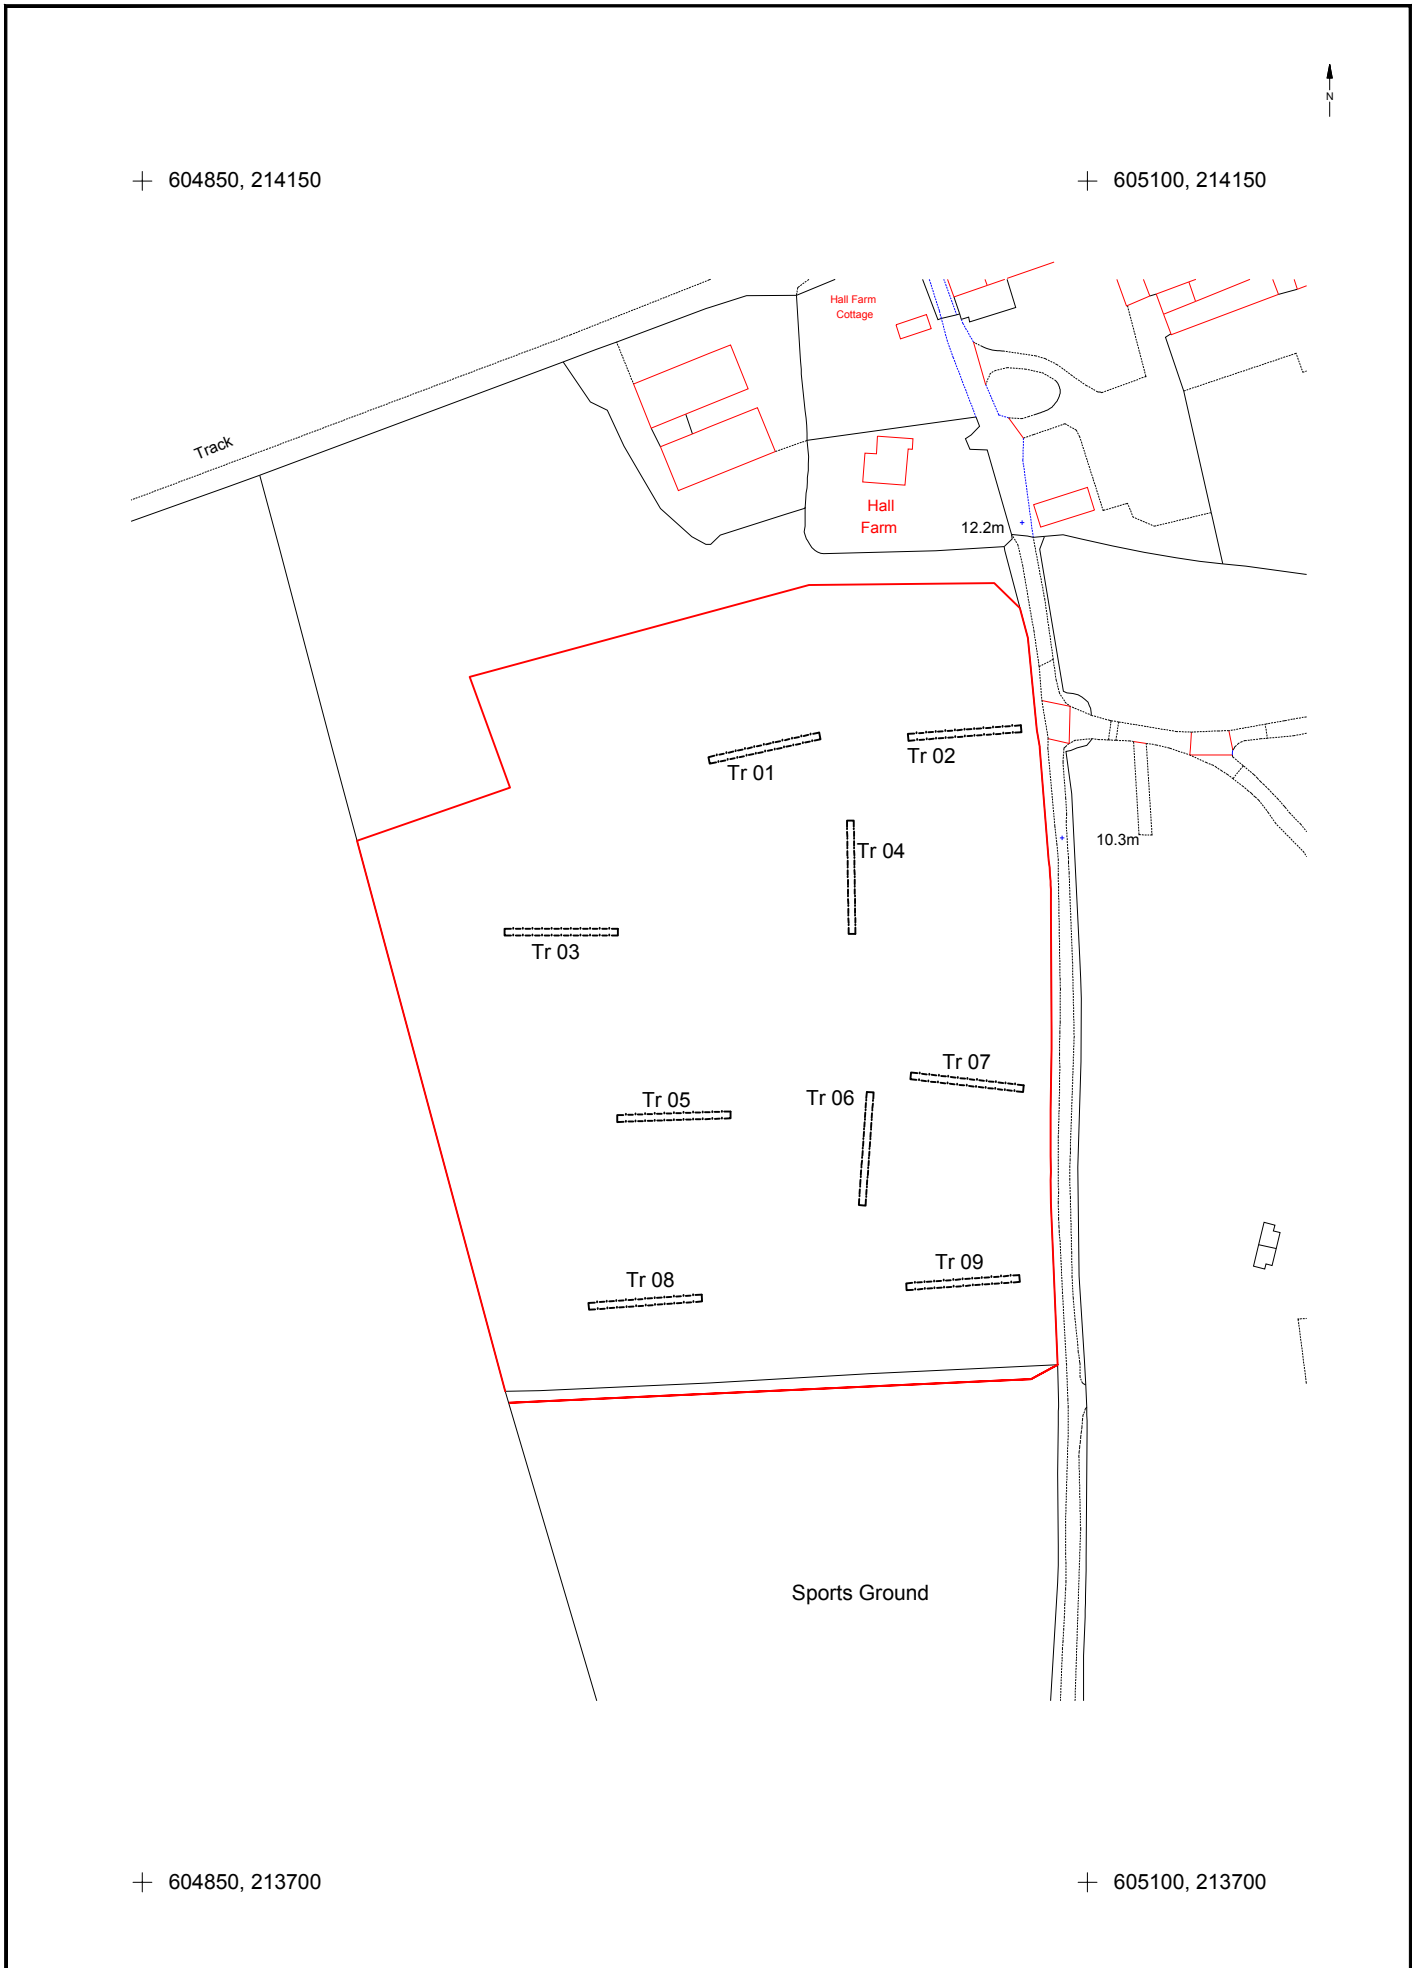 N
604850, 214150
605100, 214150
Hall Farm
Cottage
Track
Hall
Farm
12.2m
Tr 01
Tr 02
Tr 04
10.3m
Tr 03
Tr 07
Tr 05
Tr 06
Tr 09
Tr 08
Sports Ground
604850, 213700
605100, 213700